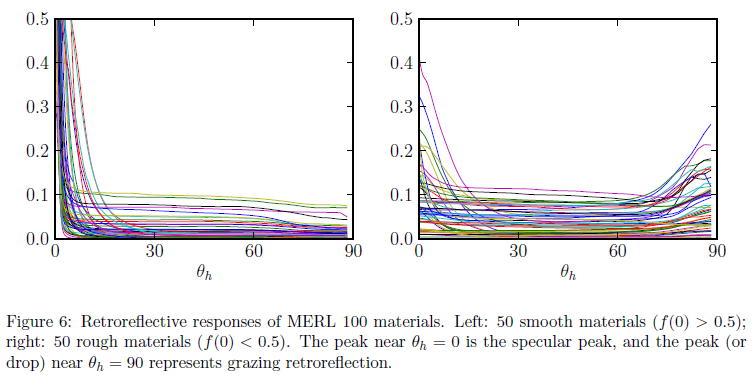 0.5
0.4
0.3
0.2
0.1
0.0
0 30 60 90
θh
0.5
0.4
0.3
0.2
0.1
0.0
0 30 60 90
θh
Figure 6: Retroreflective responses of MERL 100 materials. Left: 50 smooth materials (f(0) > 0.5);
right: 50 rough materials (f(0) < 0.5). The peak near θh = 0 is the specular peak, and the peak (or
drop) near θh = 90 represents grazing retroreflection.